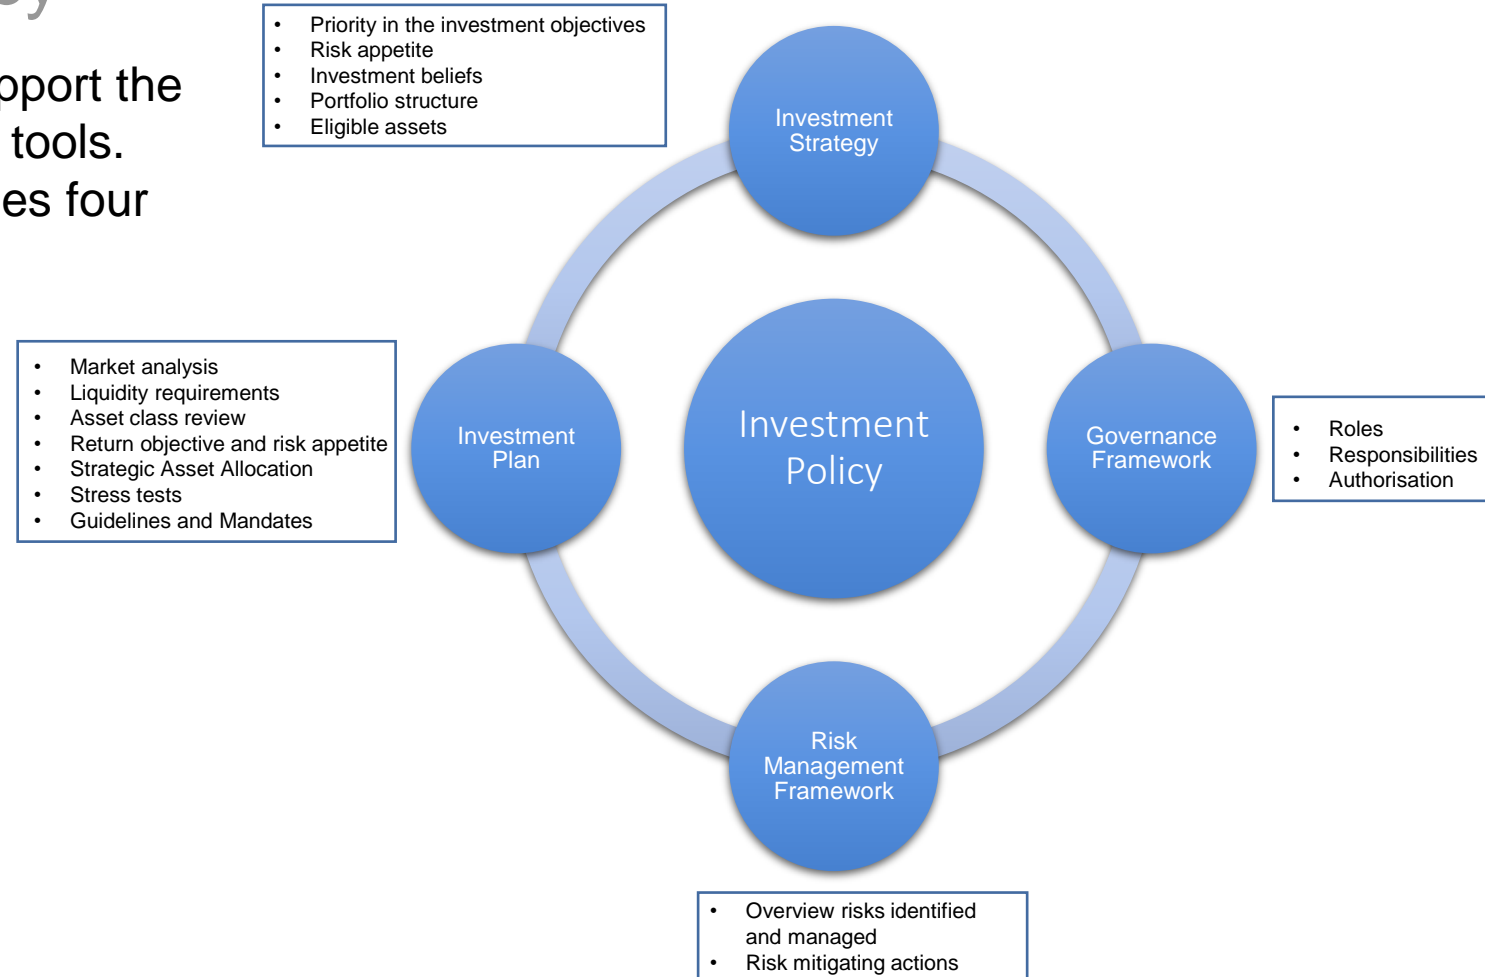 pport the
tools.
es four
• Priority in the investment objectives
• Risk appetite
• Investment beliefs
• Portfolio structure
• Eligible assets
Investment
Strategy
• Market analysis
• Liquidity requirements
• Asset class review
• Return objective and risk appetite
• Strategic Asset Allocation
• Stress tests
• Guidelines and Mandates
Investment
Plan
Investment
Policy
Governance
Framework
• Roles
• Responsibilities
• Authorisation
Risk
Management
Framework
• Overview risks identified
and managed
• Risk mitigating actions